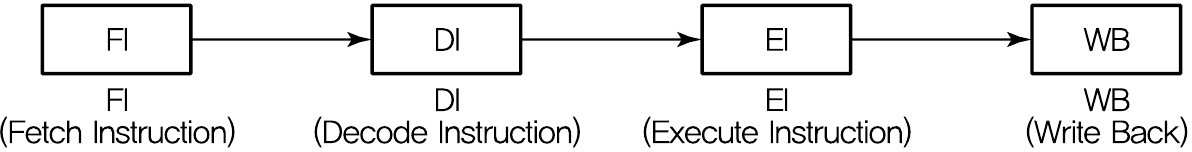 FI DI EI WB
FI DI EI WB
(Fetch Instruction) (Decode Instruction) (Execute Instruction) (Write Back)